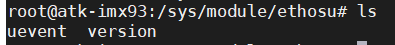 root@atk-imx93:/sys/module/ethosu# ls
uevent  version